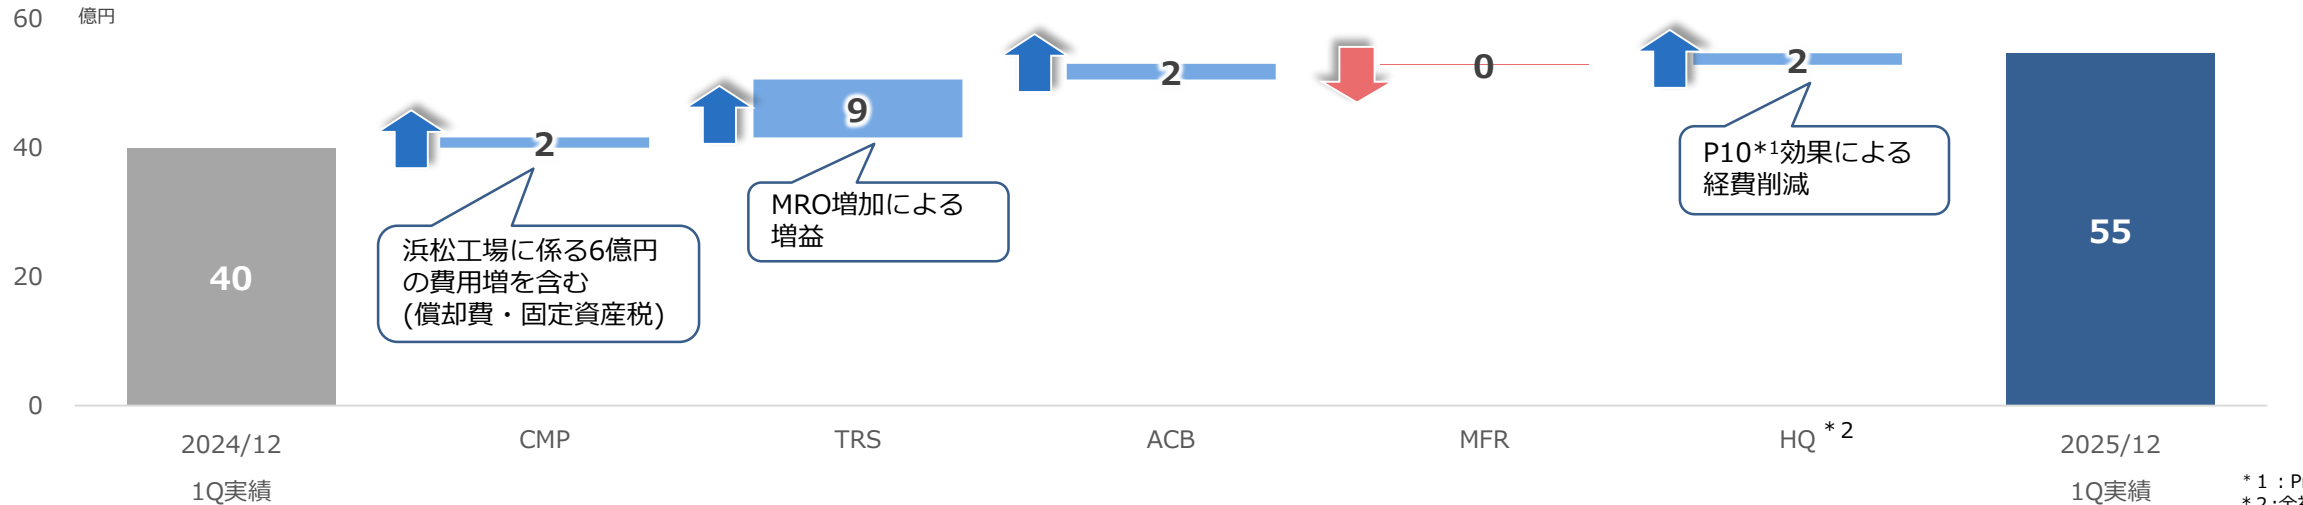 億円
60
40
20
0
40
2
9
2
0
2
55
浜松工場に係る6億円
の費用増を含む
(償却費・固定資産税)
MRO増加による
増益
P10*1効果による
経費削減
2024/12
1Q実績
CMP
TRS
ACB
MFR
HQ *2
2025/12
1Q実績
*1:
*2: